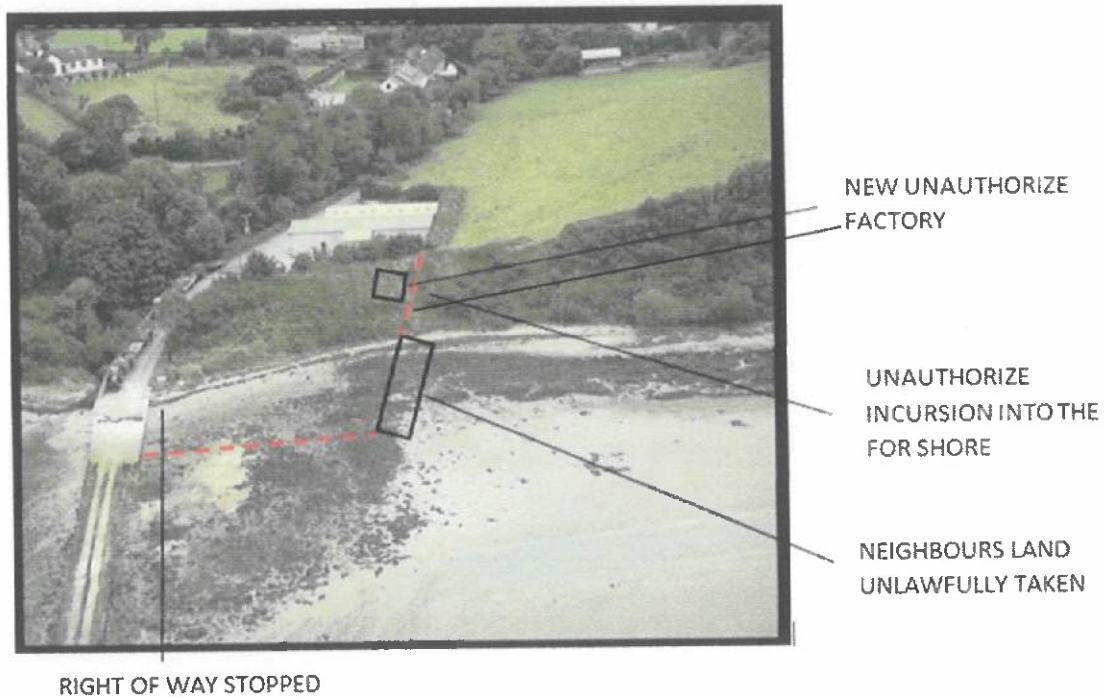 NEW UNAUTHORIZE
FACTORY
UNAUTHORIZE
INCURSION INTO THE
FOR SHORE
NEIGHBOURS LAND
UNLAWFULLY TAKEN
RIGHT OF WAY STOPPED